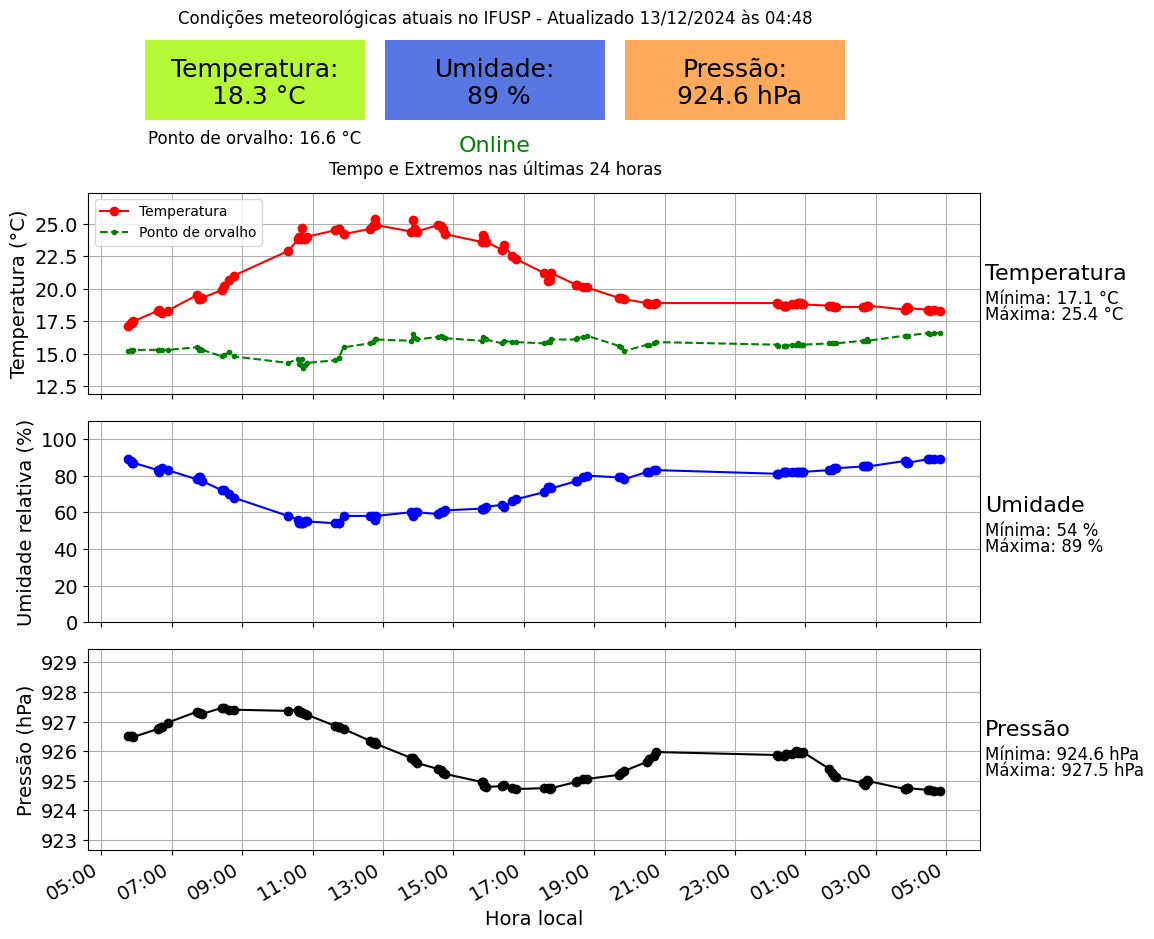 Condições meteorológicas atuais no IFUSP - Atualizado 13/12/2024 às 04:48
Temperatura:
18.3 °C
Umidade:
89 %
Pressão:
924.6 hPa
Ponto de orvalho: 16.6 °C
Online
Tempo e Extremos nas últimas 24 horas
Temperatura (°C)
25.0
22.5
20.0
17.5
15.0
12.5
Temperatura
Ponto de orvalho
Temperatura
Mínima: 17.1 °C
Máxima: 25.4 °C
Umidade relativa (%)
100
80
60
40
20
0
Umidade
Mínima: 54 %
Máxima: 89 %
Pressão (hPa)
929
928
927
926
925
924
923
Pressão
Mínima: 924.6 hPa
Máxima: 927.5 hPa
05:00
07:00
09:00
11:00
13:00
15:00
17:00
19:00
21:00
23:00
01:00
03:00
05:00
Hora local